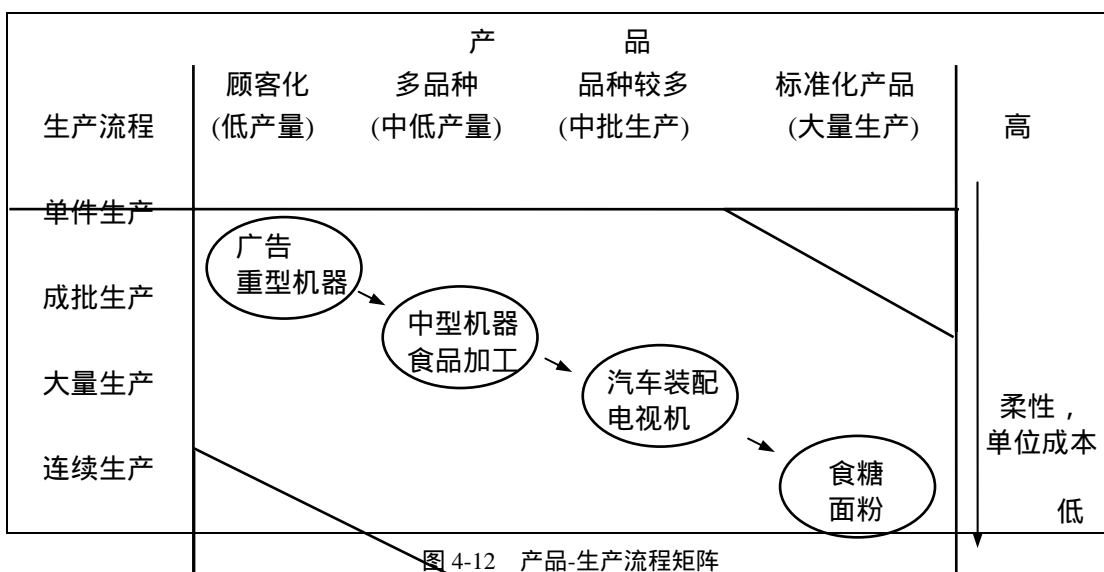 产 品
顾客化 多品种 品种较多 标准化产品
生产流程 (低产量) (中低产量) (中批生产) (大量生产) 高
单件生产
广告
重型机器
成批生产
中型机器
食品加工
大量生产
汽车装配
电视机
柔性，
单位成本
连续生产
食糖
面粉
低
图 4-12 产品-生产流程矩阵